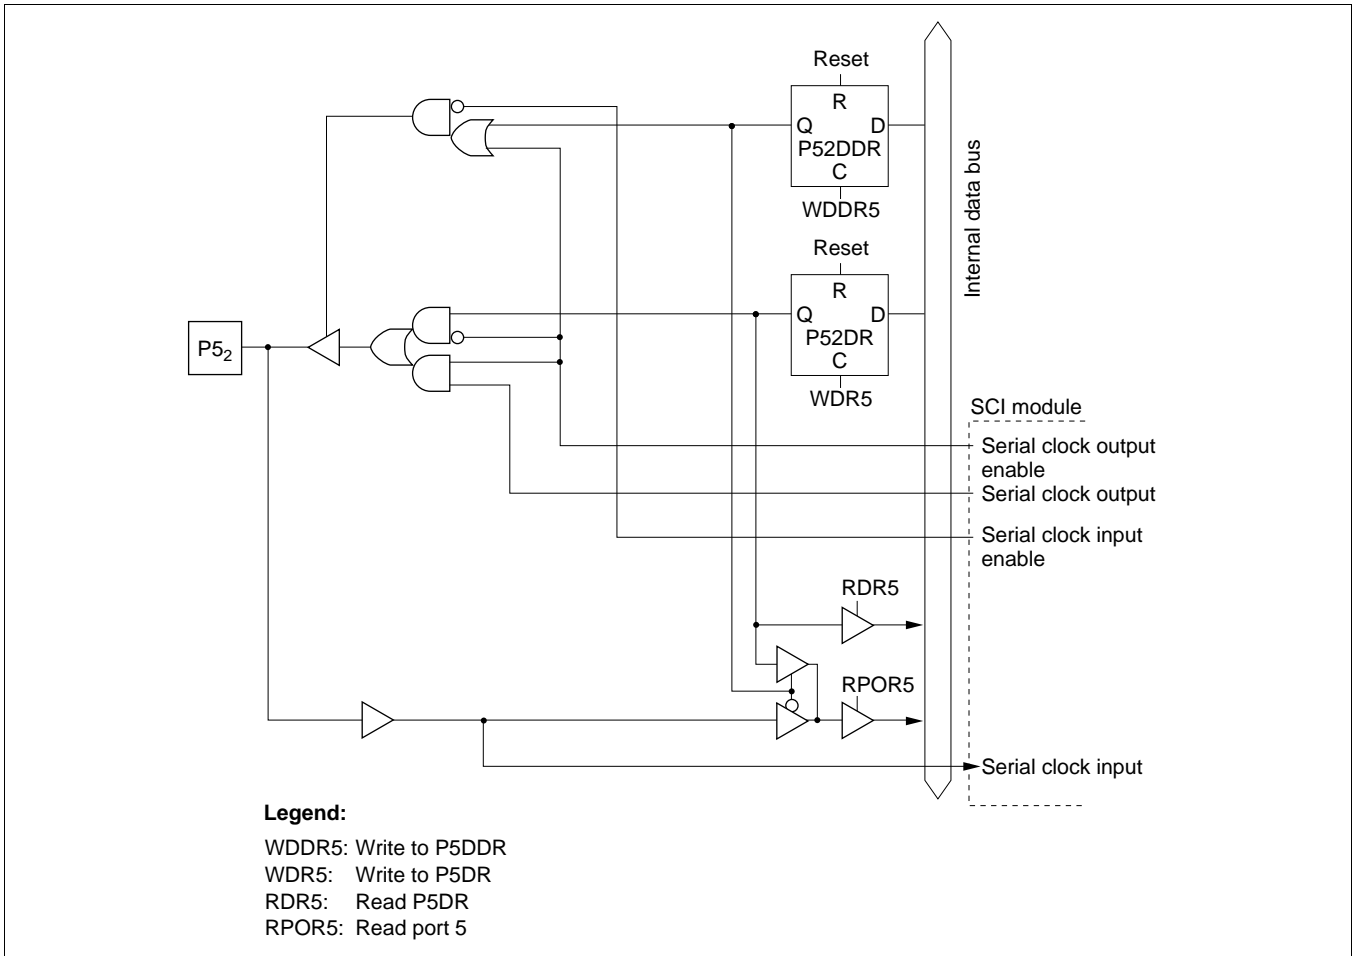 Reset
R
Q D
P52DDR
C
WDDR5
Internal data bus
Reset
R
Q D
P52DR
C
WDR5
P5₂
SCI module
Serial clock output
enable
Serial clock output
Serial clock input
enable
RDR5
RPOR5
Serial clock input
Legend:
WDDR5: Write to P5DDR
WDR5: Write to P5DR
RDR5: Read P5DR
RPOR5: Read port 5